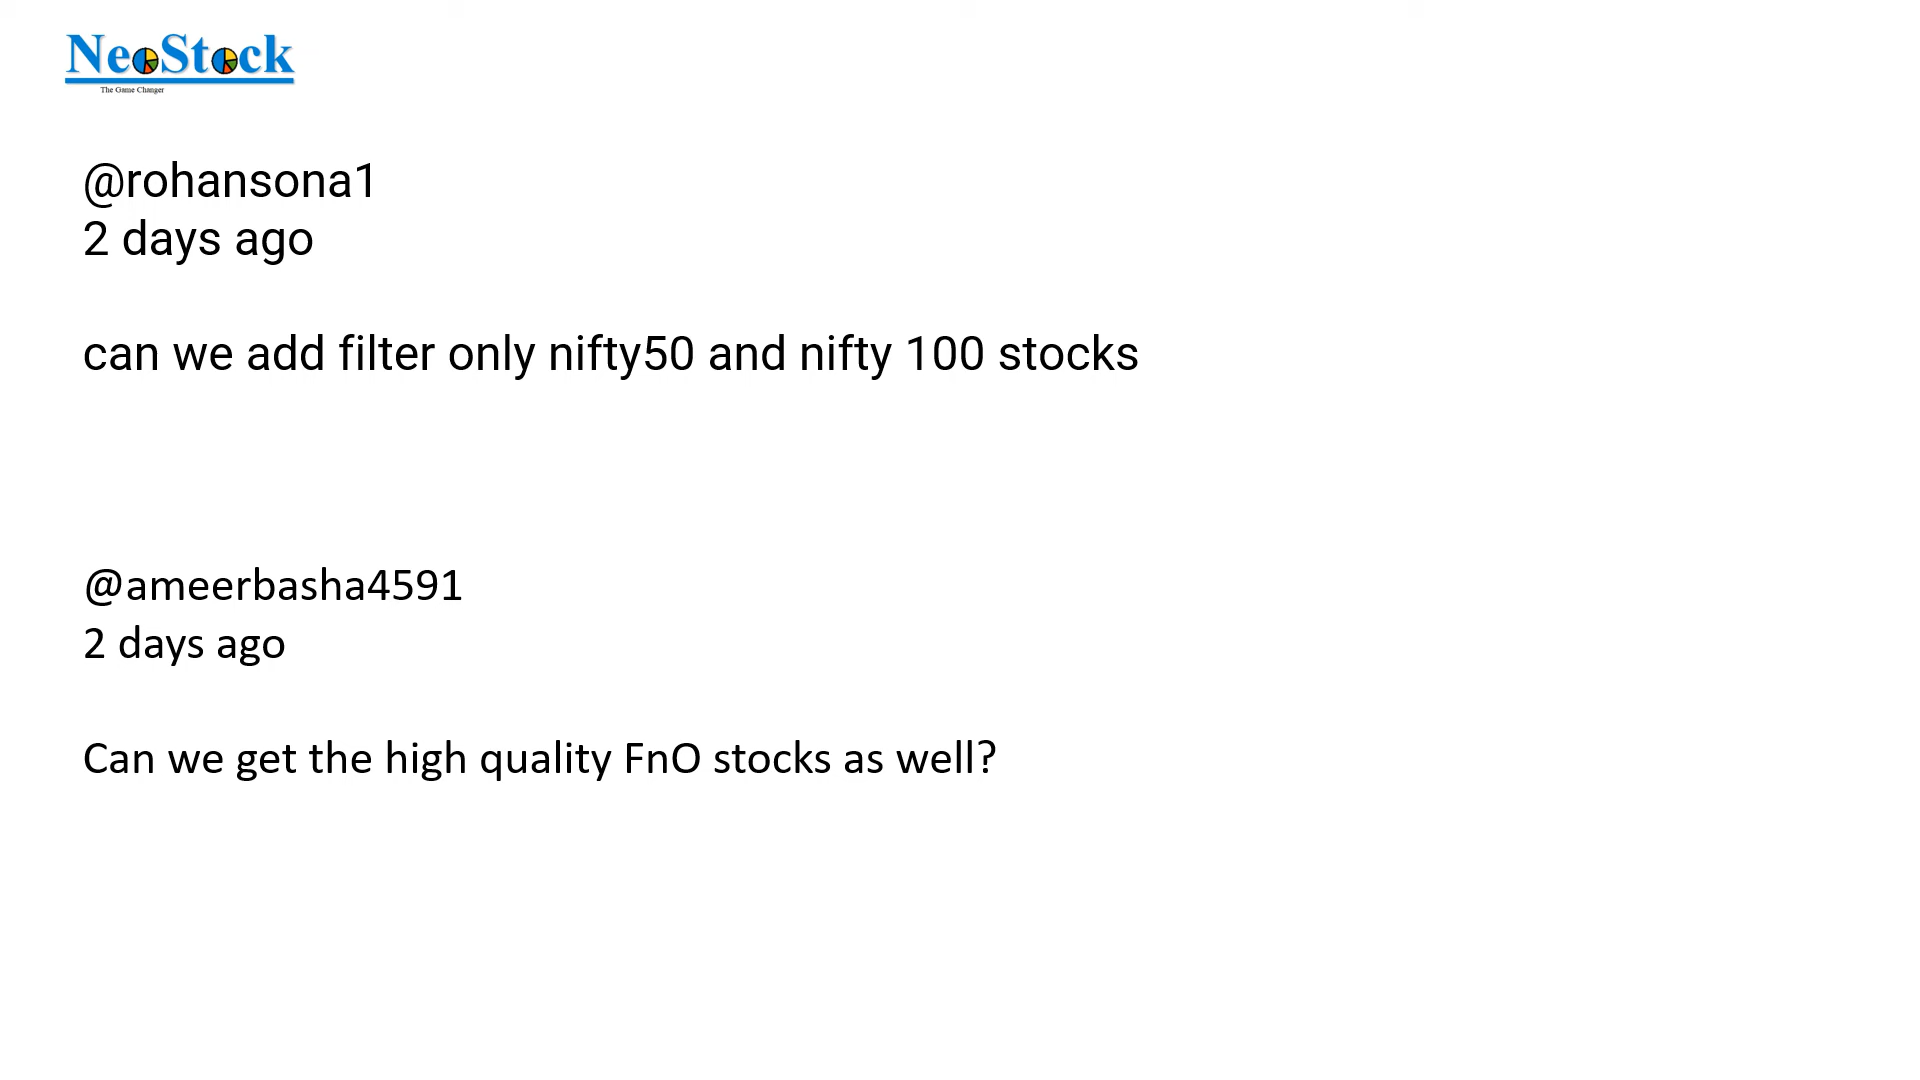 NeoStock
The Game Changer
@rohansona1
2 days ago
can we add filter only nifty50 and nifty 100 stocks
@ameerbasha4591
2 days ago
Can we get the high quality FnO stocks as well?